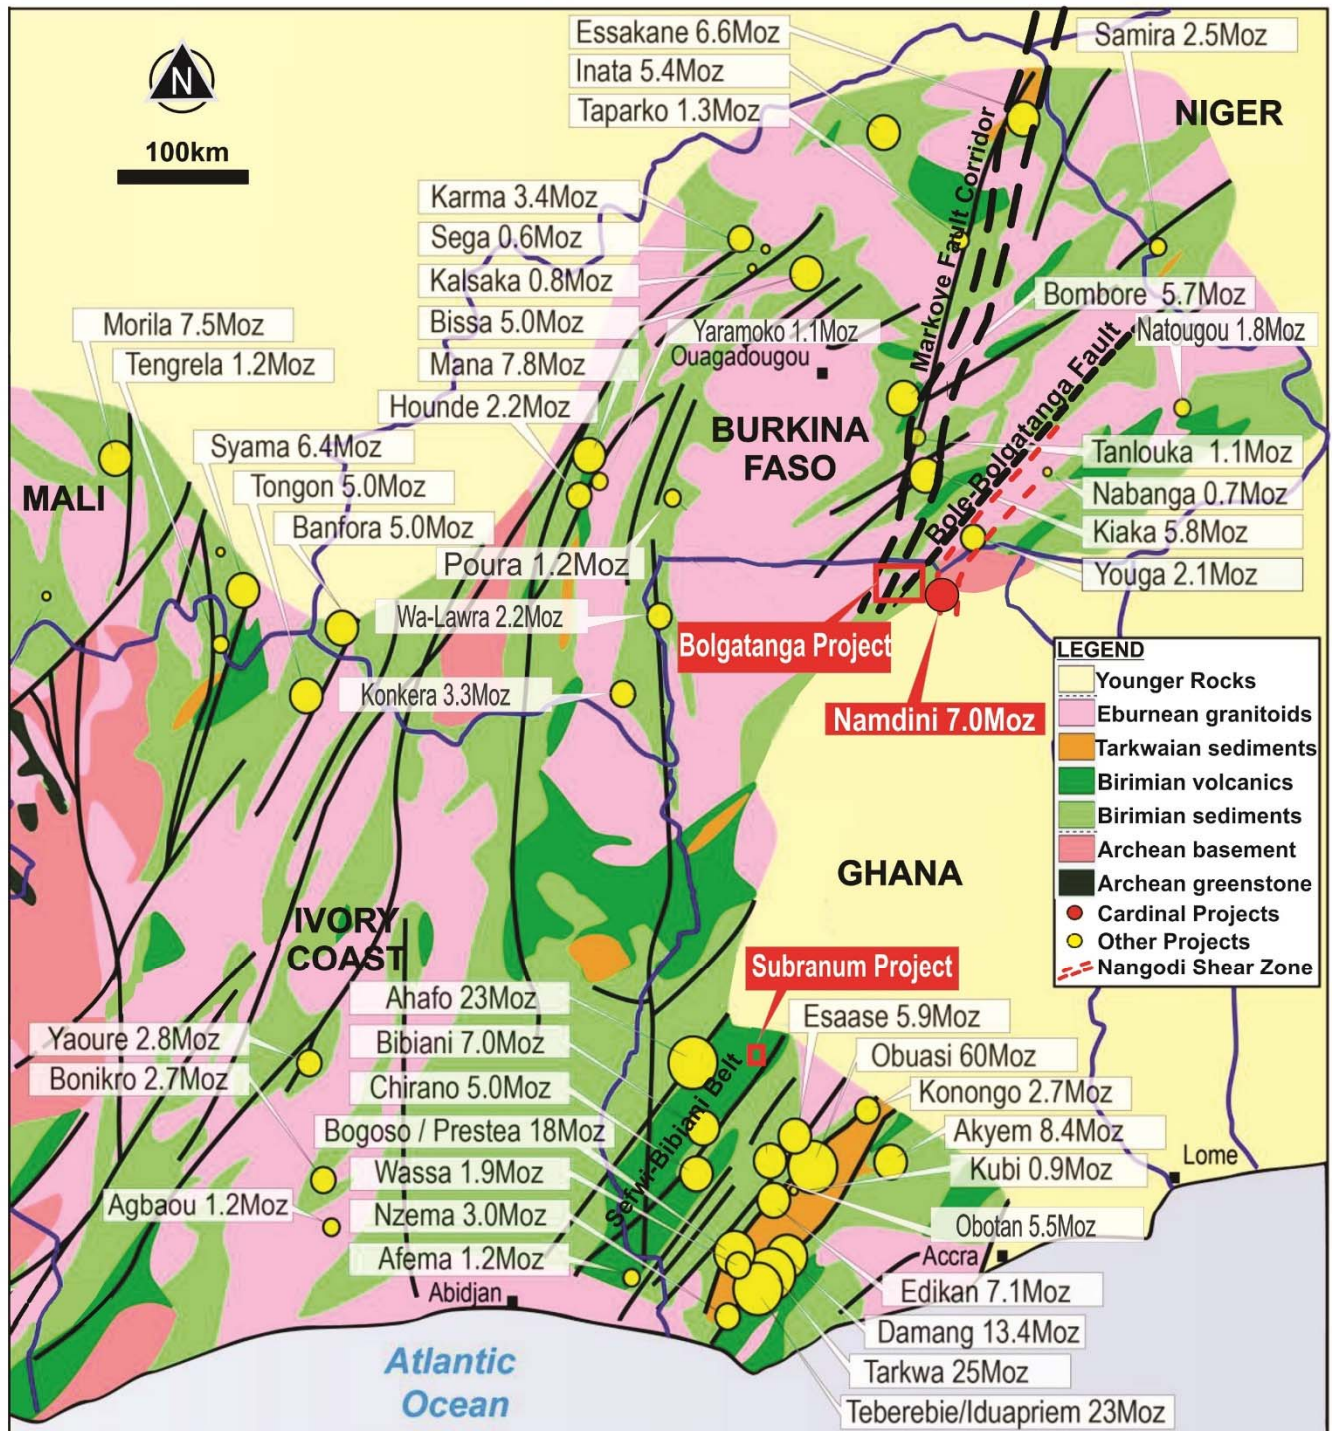 N
100km
Essakane 6.6Moz
Inata 5.4Moz
Taparko 1.3Moz
Samira 2.5Moz
NIGER
Markoye Fault Corridor
Karma 3.4Moz
Sega 0.6Moz
Kalsaka 0.8Moz
Bissa 5.0Moz
Mana 7.8Moz
Hounde 2.2Moz
Yaramoko 1.1Moz
Ouagadougou
Bombore 5.7Moz
Natougou 1.8Moz
Morila 7.5Moz
Tengrela 1.2Moz
Syama 6.4Moz
Tongon 5.0Moz
Banfora 5.0Moz
MALI
BURKINA
FASO
Bole-Bolgatanga Fault
Tanlouka 1.1Moz
Nabanga 0.7Moz
Kiaka 5.8Moz
Youga 2.1Moz
Poura 1.2Moz
Wa-Lawra 2.2Moz
Konkera 3.3Moz
Bolgatanga Project
Namdini 7.0Moz
LEGEND
Younger Rocks
Eburnean granitoids
Tarkwaian sediments
Birimian volcanics
Birimian sediments
Archean basement
Archean greenstone
Cardinal Projects
Other Projects
Nangodi Shear Zone
GHANA
IVORY
COAST
Subranum Project
Ahafo 23Moz
Bibiani 7.0Moz
Chirano 5.0Moz
Bogoso / Prestea 18Moz
Wassa 1.9Moz
Nzema 3.0Moz
Afema 1.2Moz
Yaoure 2.8Moz
Bonikro 2.7Moz
Agbaou 1.2Moz
Sefwi-Bibiani Belt
Esaase 5.9Moz
Obuasi 60Moz
Konongo 2.7Moz
Akyem 8.4Moz
Kubi 0.9Moz
Obotan 5.5Moz
Edikan 7.1Moz
Damang 13.4Moz
Tarkwa 25Moz
Teberebie/Iduapriem 23Moz
Lome
Accra
Abidjan
Atlantic
Ocean